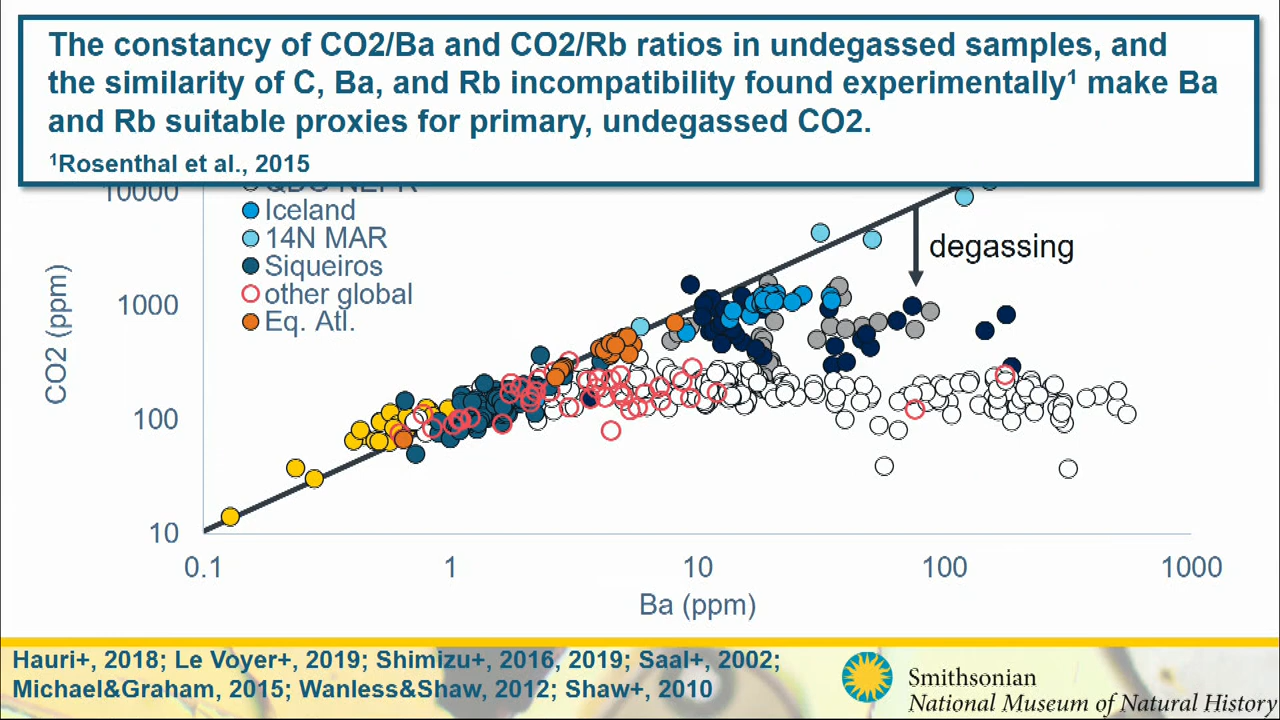 The constancy of CO2/Ba and CO2/Rb ratios in undegassed samples, and
the similarity of C, Ba, and Rb incompatibility found experimentally¹ make Ba
and Rb suitable proxies for primary, undegassed CO2.
¹Rosenthal et al., 2015
10000
Iceland
14N MAR
Siqueiros
other global
Eq. Atl.
degassing
CO2 (ppm)
1000
100
10
0.1 1 10 100 1000
Ba (ppm)
Hauri+, 2018; Le Voyer+, 2019; Shimizu+, 2016, 2019; Saal+, 2002;
Michael&Graham, 2015; Wanless&Shaw, 2012; Shaw+, 2010
Smithsonian
National Museum of Natural History